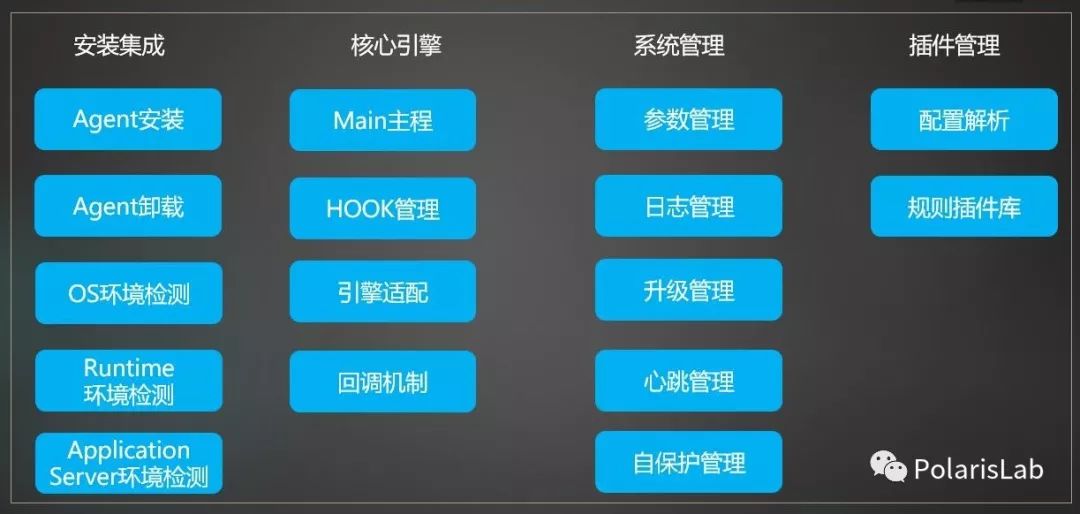 安装集成
Agent安装
Agent卸载
OS环境检测
Runtime
环境检测
Application
Server环境检测
核心引擎
Main主程
HOOK管理
引擎适配
回调机制
系统管理
参数管理
日志管理
升级管理
心跳管理
自保护管理
插件管理
配置解析
规则插件库
PolarisLab